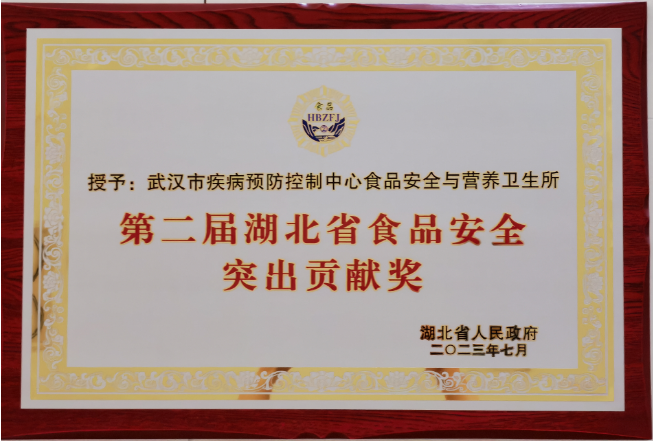 食品
HBZFJ
授予：武汉市疾病预防控制中心食品安全与营养卫生所
第二届湖北省食品安全
突出贡献奖
湖北省人民政府
二〇二三年七月